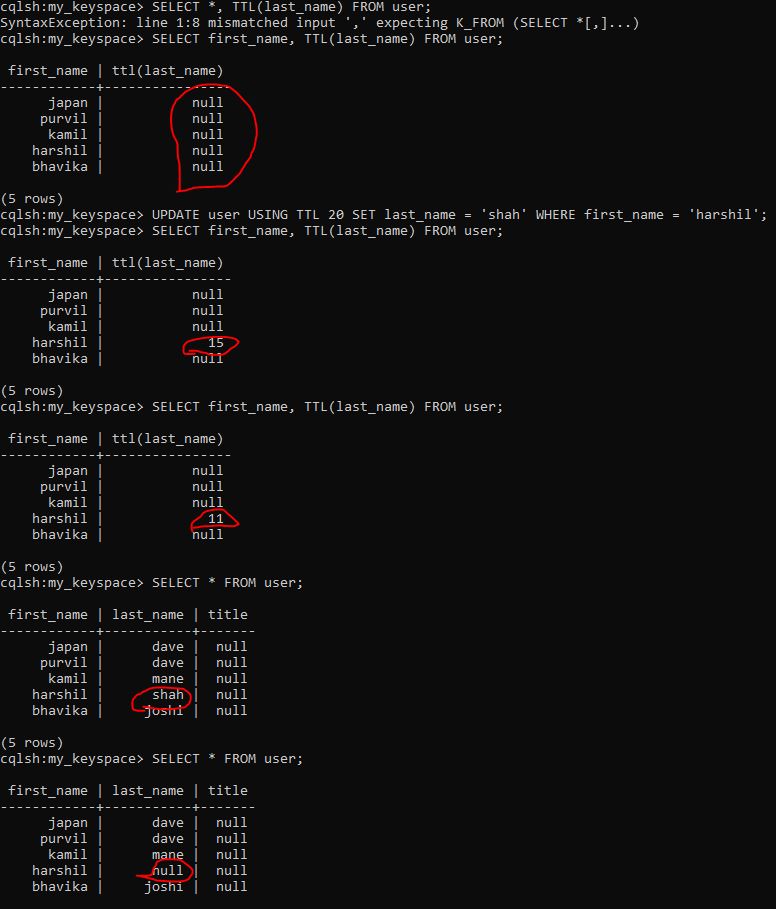 cqlsh:my_keyspace> SELECT *, TTL(last_name) FROM user;
SyntaxException: line 1:8 mismatched input ',' expecting K_FROM (SELECT *[,]...)
cqlsh:my_keyspace> SELECT first_name, TTL(last_name) FROM user;
first_name | ttl(last_name)
------------+----------------
japan | null
purvil | null
kamil | null
harshil | null
bhavika | null
(5 rows)
cqlsh:my_keyspace> UPDATE user USING TTL 20 SET last_name = 'shah' WHERE first_name = 'harshil';
cqlsh:my_keyspace> SELECT first_name, TTL(last_name) FROM user;
first_name | ttl(last_name)
------------+----------------
japan | null
purvil | null
kamil | null
harshil | 15
bhavika | null
(5 rows)
cqlsh:my_keyspace> SELECT first_name, TTL(last_name) FROM user;
first_name | ttl(last_name)
------------+----------------
japan | null
purvil | null
kamil | null
harshil | 11
bhavika | null
(5 rows)
cqlsh:my_keyspace> SELECT * FROM user;
first_name | last_name | title
------------+-----------+-------
japan | dave | null
purvil | dave | null
kamil | mane | null
harshil | shah | null
bhavika | joshi | null
(5 rows)
cqlsh:my_keyspace> SELECT * FROM user;
first_name | last_name | title
------------+-----------+-------
japan | dave | null
purvil | dave | null
kamil | mane | null
harshil | null | null
bhavika | joshi | null